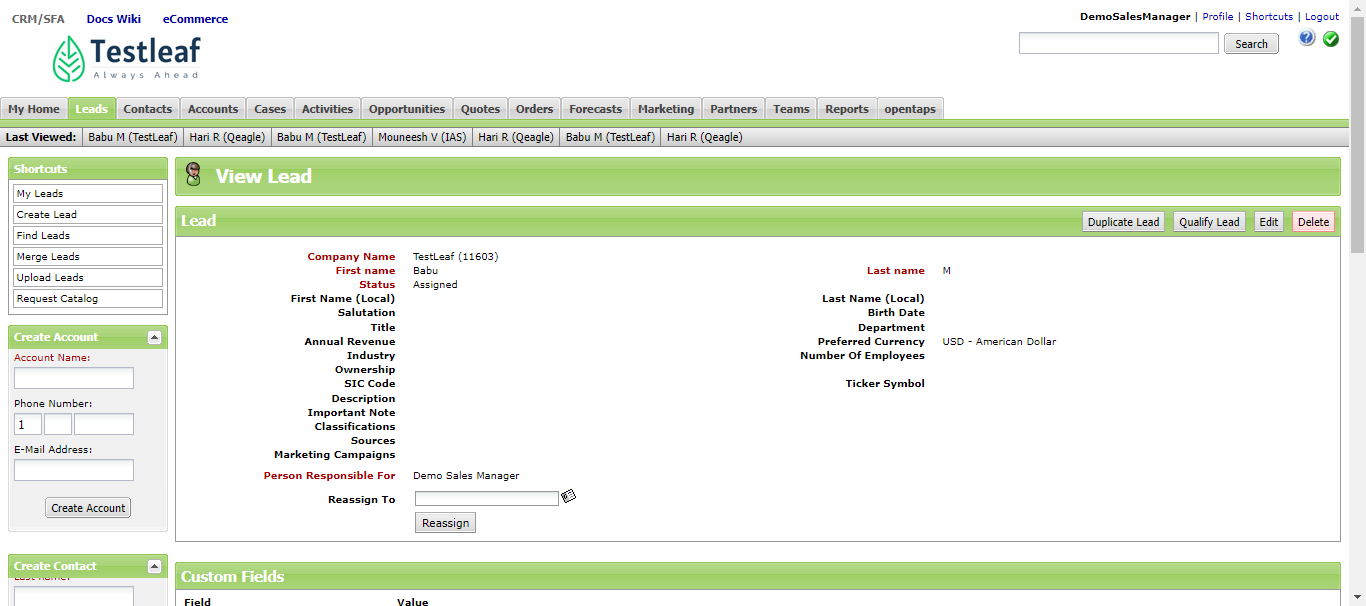 CRM/SFA Docs Wiki eCommerce
DemoSalesManager | Profile | Shortcuts | Logout
Testleaf
Always Ahead
Search
My Home Leads Contacts Accounts Cases Activities Opportunities Quotes Orders Forecasts Marketing Partners Teams Reports opentaps
Last Viewed: Babu M (TestLeaf) Hari R (Qeagle) Babu M (TestLeaf) Mouneesh V (IAS) Hari R (Qeagle) Babu M (TestLeaf) Hari R (Qeagle)
Shortcuts
My Leads
Create Lead
Find Leads
Merge Leads
Upload Leads
Request Catalog
Create Account
Account Name:
Phone Number:
1
E-Mail Address:
Create Account
Create Contact
View Lead
Lead Duplicate Lead Qualify Lead Edit Delete
Company Name TestLeaf (11603)
First name Babu Last name M
Status Assigned
First Name (Local) Last Name (Local)
Salutation Birth Date
Title Department
Annual Revenue Preferred Currency USD - American Dollar
Industry Number Of Employees
Ownership
SIC Code Ticker Symbol
Description
Important Note
Classifications
Sources
Marketing Campaigns
Person Responsible For Demo Sales Manager
Reassign To
Reassign
Custom Fields
Field Value